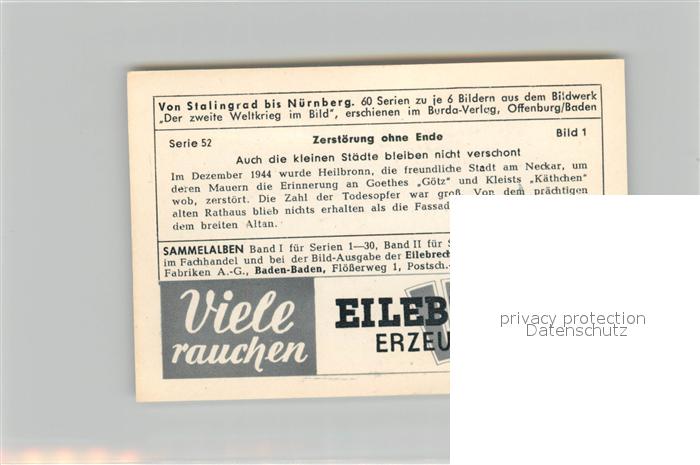 Von Stalingrad bis Nürnberg. 60 Serien zu je 6 Bildern aus dem Bildwerk
„Der zweite Weltkrieg im Bild", erschienen im Burda-Verlag, Offenburg/Baden
Serie 52 Zerstörung ohne Ende Bild 1
Auch die kleinen Städte bleiben nicht verschont
Im Dezember 1944 wurde Heilbronn, die freundliche Stadt am Neckar, um
deren Mauern die Erinnerung an Goethes „Götz" und Kleists „Käthchen"
wob, zerstört. Die Zahl der Todesopfer war groß. Von dem prächtigen
alten Rathaus blieb nichts erhalten als die Fassad
dem breiten Altan.
SAMMELALBEN Band I für Serien 1—30, Band II für S
im Fachhandel und bei der Bild-Ausgabe der Eilebrec
Fabriken A.-G., Baden-Baden, Flößerweg 1, Postsch.-
Viele
rauchen
EILEB
ERZEU
privacy protection
Datenschutz